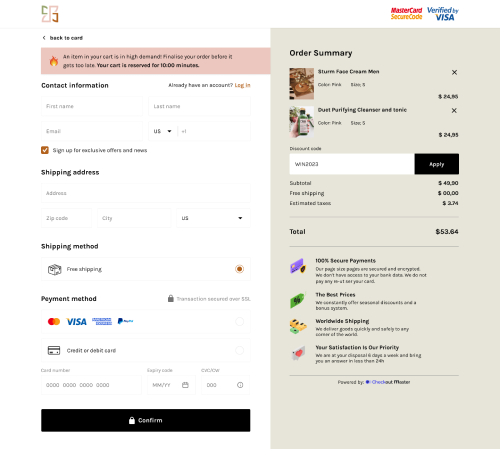 MasterCard
SecureCode
Verified by
VISA
back to card
An item in your cart is in high demand! Finalise your order before it
gets too late. Your cart is reserved for 10:00 minutes.
Contact information
Already have an account? Log in
First name
Last name
Email
US
+1
Sign up for exclusive offers and news
Shipping address
Address
Zip code
City
US
Shipping method
Free shipping
Payment method
Transaction secured over SSL
VISA
PayPal
Credit or debit card
Card number
Expiry code
CVC/CVV
0000 0000 0000 0000
MM/YY
000
Confirm
Order Summary
Sturm Face Cream Men
Color: Pink
Size: S
$ 24,95
Duet Purifying Cleanser and tonic
Color: Pink
Size: S
$ 24,95
Discount code
WIN2023
Apply
Subtotal
$ 49,90
Free shipping
$ 00,00
Estimated taxes
$ 3.74
Total
$53.64
100% Secure Payments
Our page size pages are secured and encrypted.
We don't have access to your bank data. We do not
pay any re-ut for your card.
The Best Prices
We constantly offer seasonal discounts and a
bonus system.
Worldwide Shipping
We deliver goods quickly and safely to any
corner of the world.
Your Satisfaction Is Our Priority
We are at your disposal 6 days a week and bring
you an answer in less than 24h
Powered by:
Checkout Master